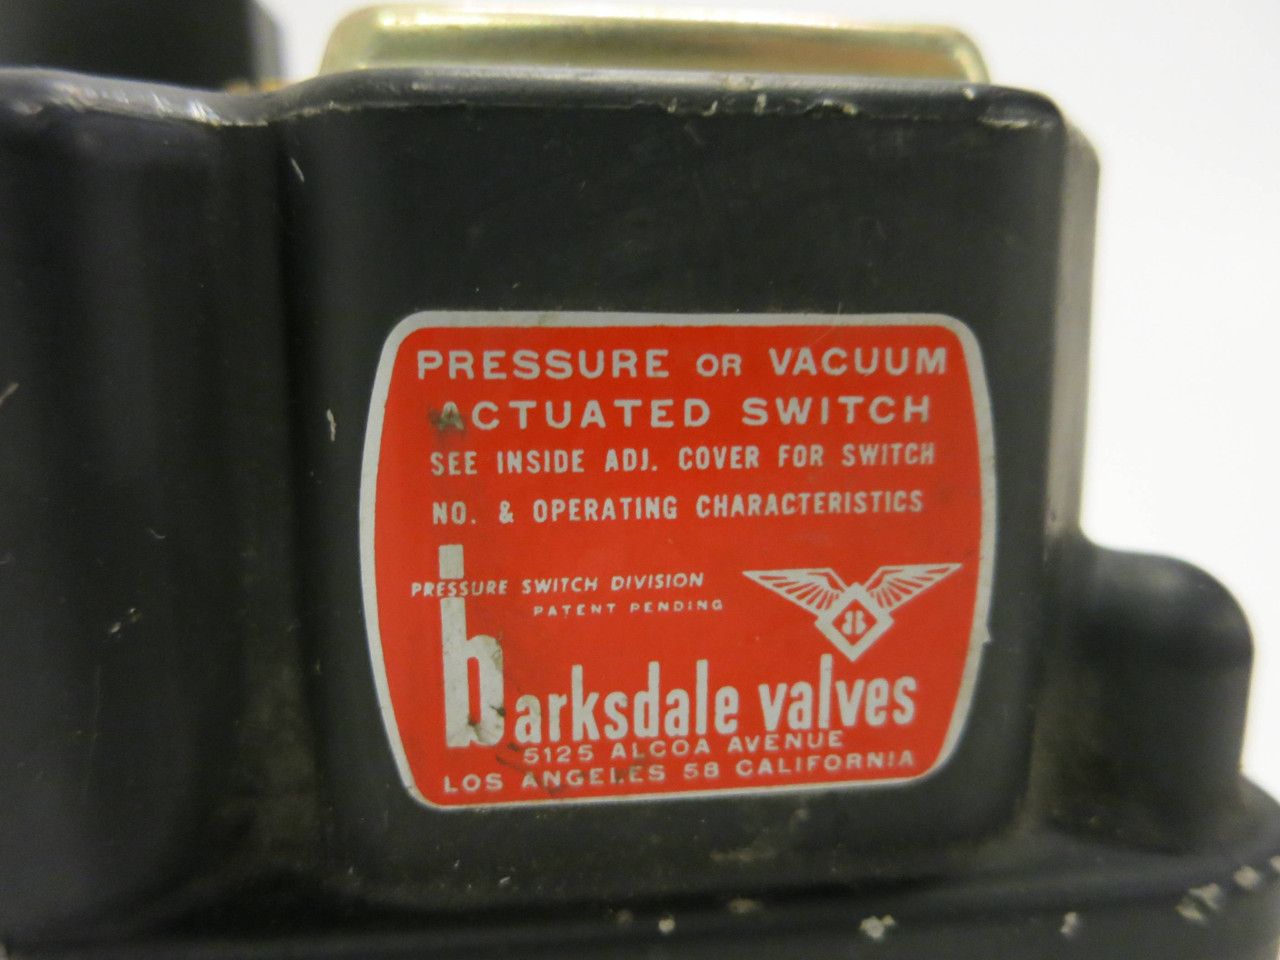 PRESSURE OR VACUUM
ACTUATED SWITCH
SEE INSIDE ADJ. COVER FOR SWITCH
NO. & OPERATING CHARACTERISTICS
PRESSURE SWITCH DIVISION
PATENT PENDING
barksdale valves
5125 ALCOA AVENUE
LOS ANGELES 58 CALIFORNIA